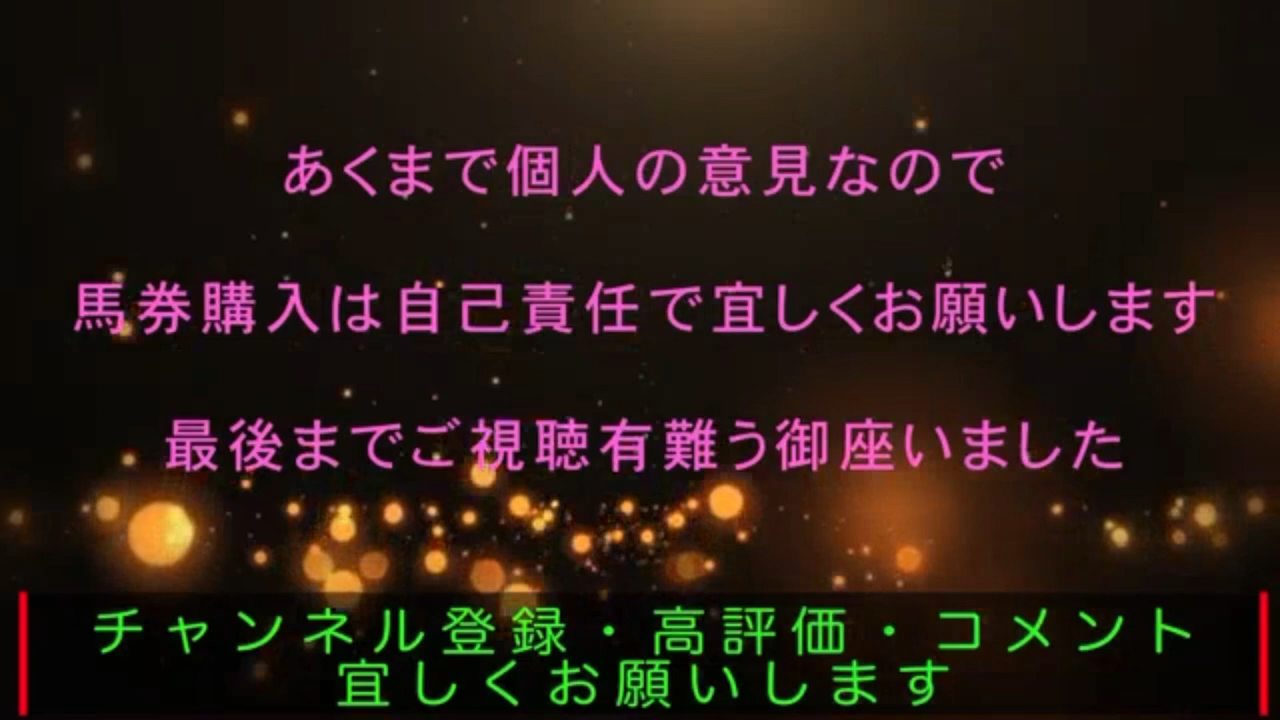 あくまで個人の意見なので
馬券購入は自己責任で宜しくお願いします
最後までご視聴有難う御座いました
チャンネル登録・高評価・コメント
宜しくお願いします